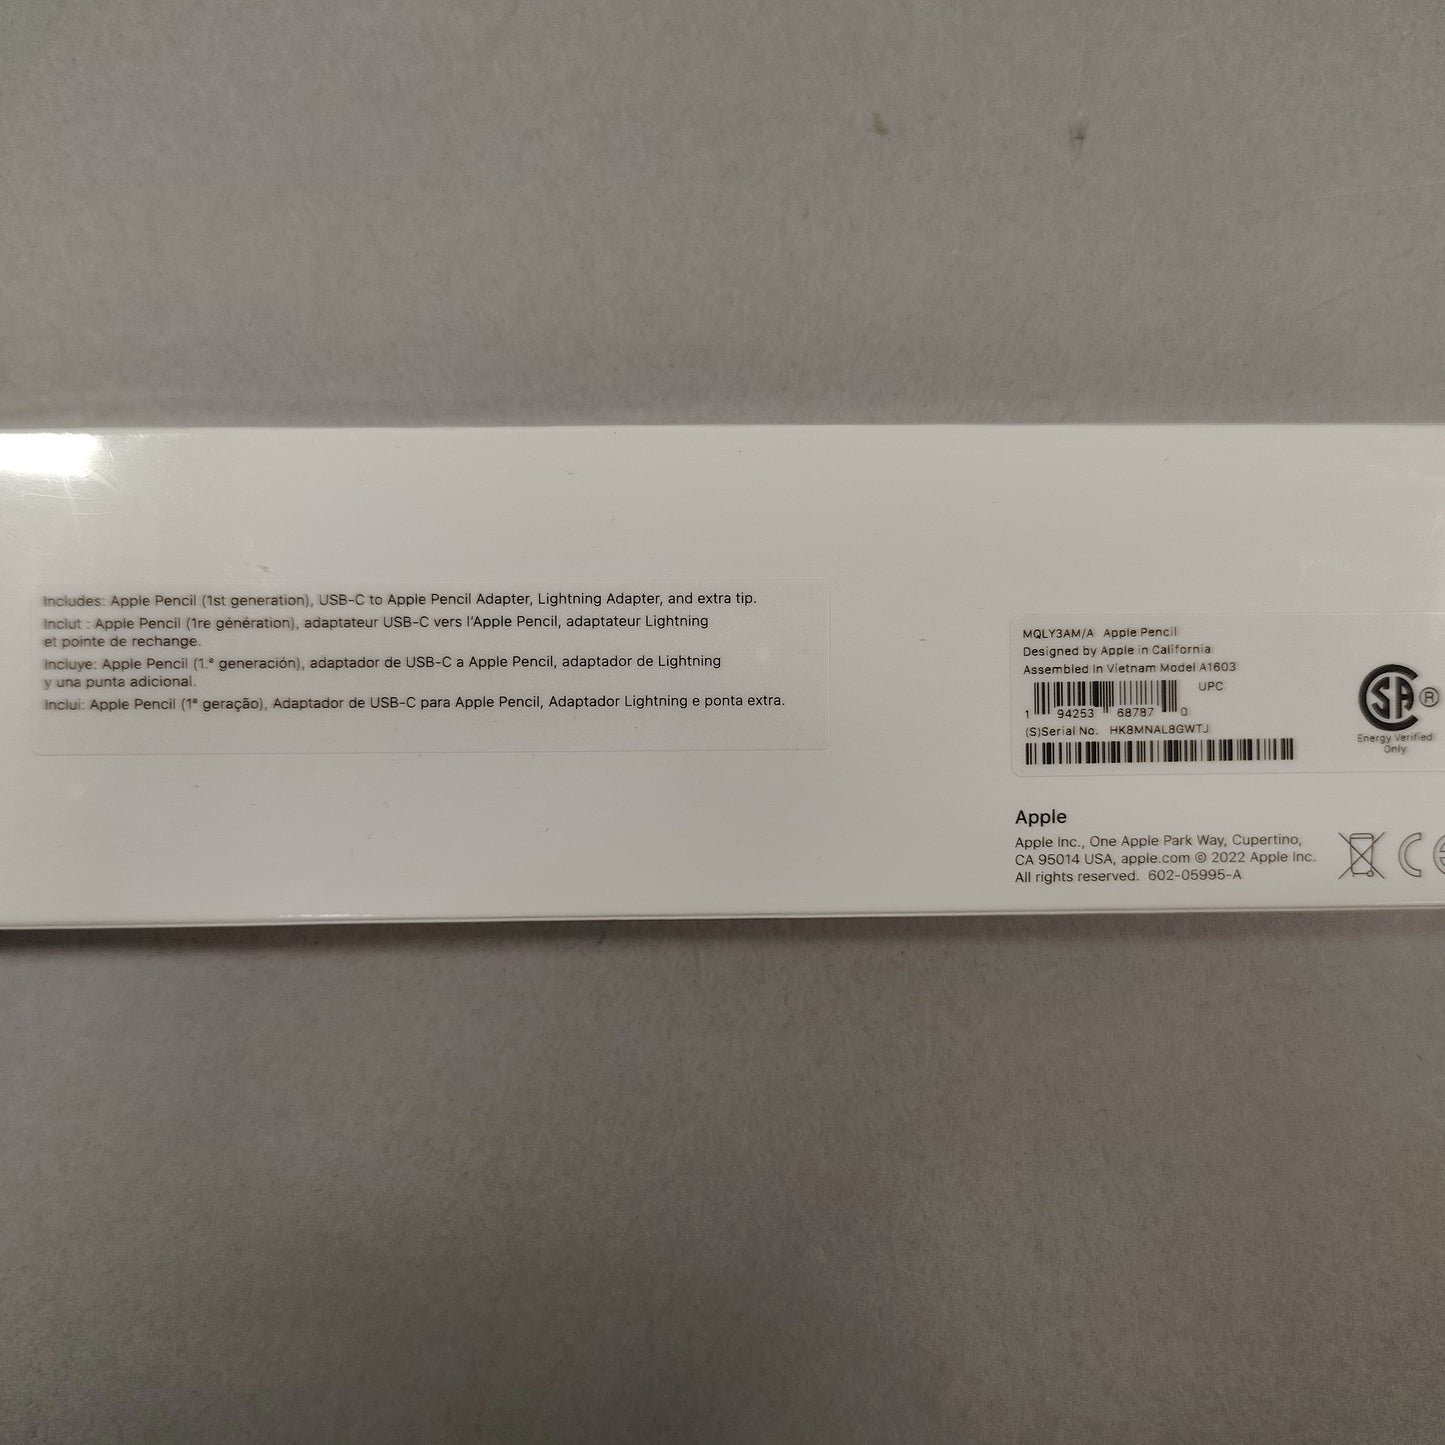 Includes: Apple Pencil (1st generation), USB-C to Apple Pencil Adapter, Lightning Adapter, and extra tip.
Inclut : Apple Pencil (1re génération), adaptateur USB-C vers l’Apple Pencil, adaptateur Lightning
et pointe de rechange.
Incluye: Apple Pencil (1.ª generación), adaptador de USB-C a Apple Pencil, adaptador de Lightning
y una punta adicional.
Inclui: Apple Pencil (1ª geração), Adaptador de USB-C para Apple Pencil, Adaptador Lightning e ponta extra.
MQLY3AM/A Apple Pencil
Designed by Apple in California
Assembled in Vietnam Model A1603
UPC
1 94253 68787 0
(S)Serial No. HK8MNAL8GWTJ
SA ®
Energy Verified
Only
Apple
Apple Inc., One Apple Park Way, Cupertino,
CA 95014 USA, apple.com © 2022 Apple Inc.
All rights reserved. 602-05995-A